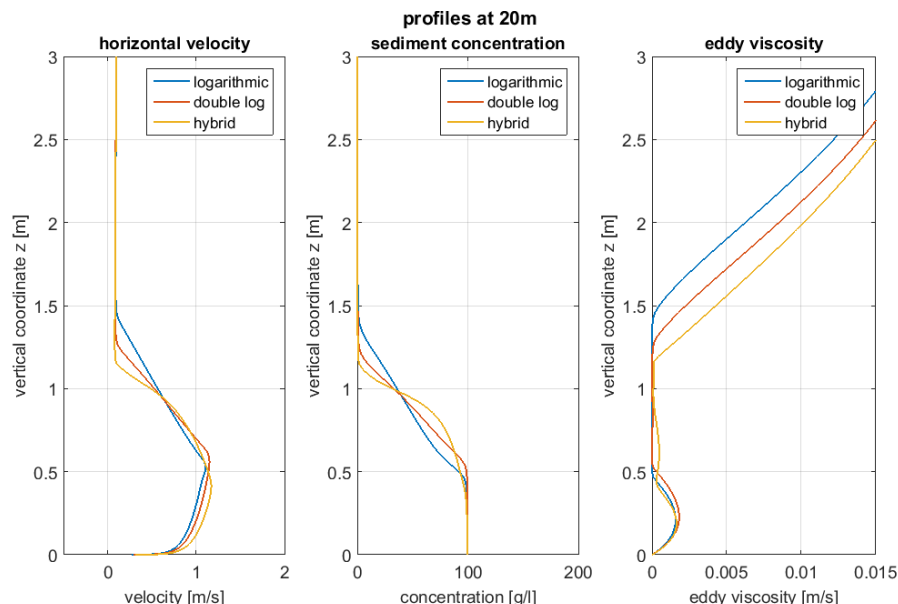 profiles at 20m
horizontal velocity
3
2.5
2
1.5
1
0.5
0
vertical coordinate z [m]
logarithmic
double log
hybrid
0
1
2
velocity [m/s]
sediment concentration
3
2.5
2
1.5
1
0.5
0
vertical coordinate z [m]
logarithmic
double log
hybrid
0
100
200
concentration [g/l]
eddy viscosity
3
2.5
2
1.5
1
0.5
0
vertical coordinate z [m]
logarithmic
double log
hybrid
0
0.005
0.01
0.015
eddy viscosity [m/s]